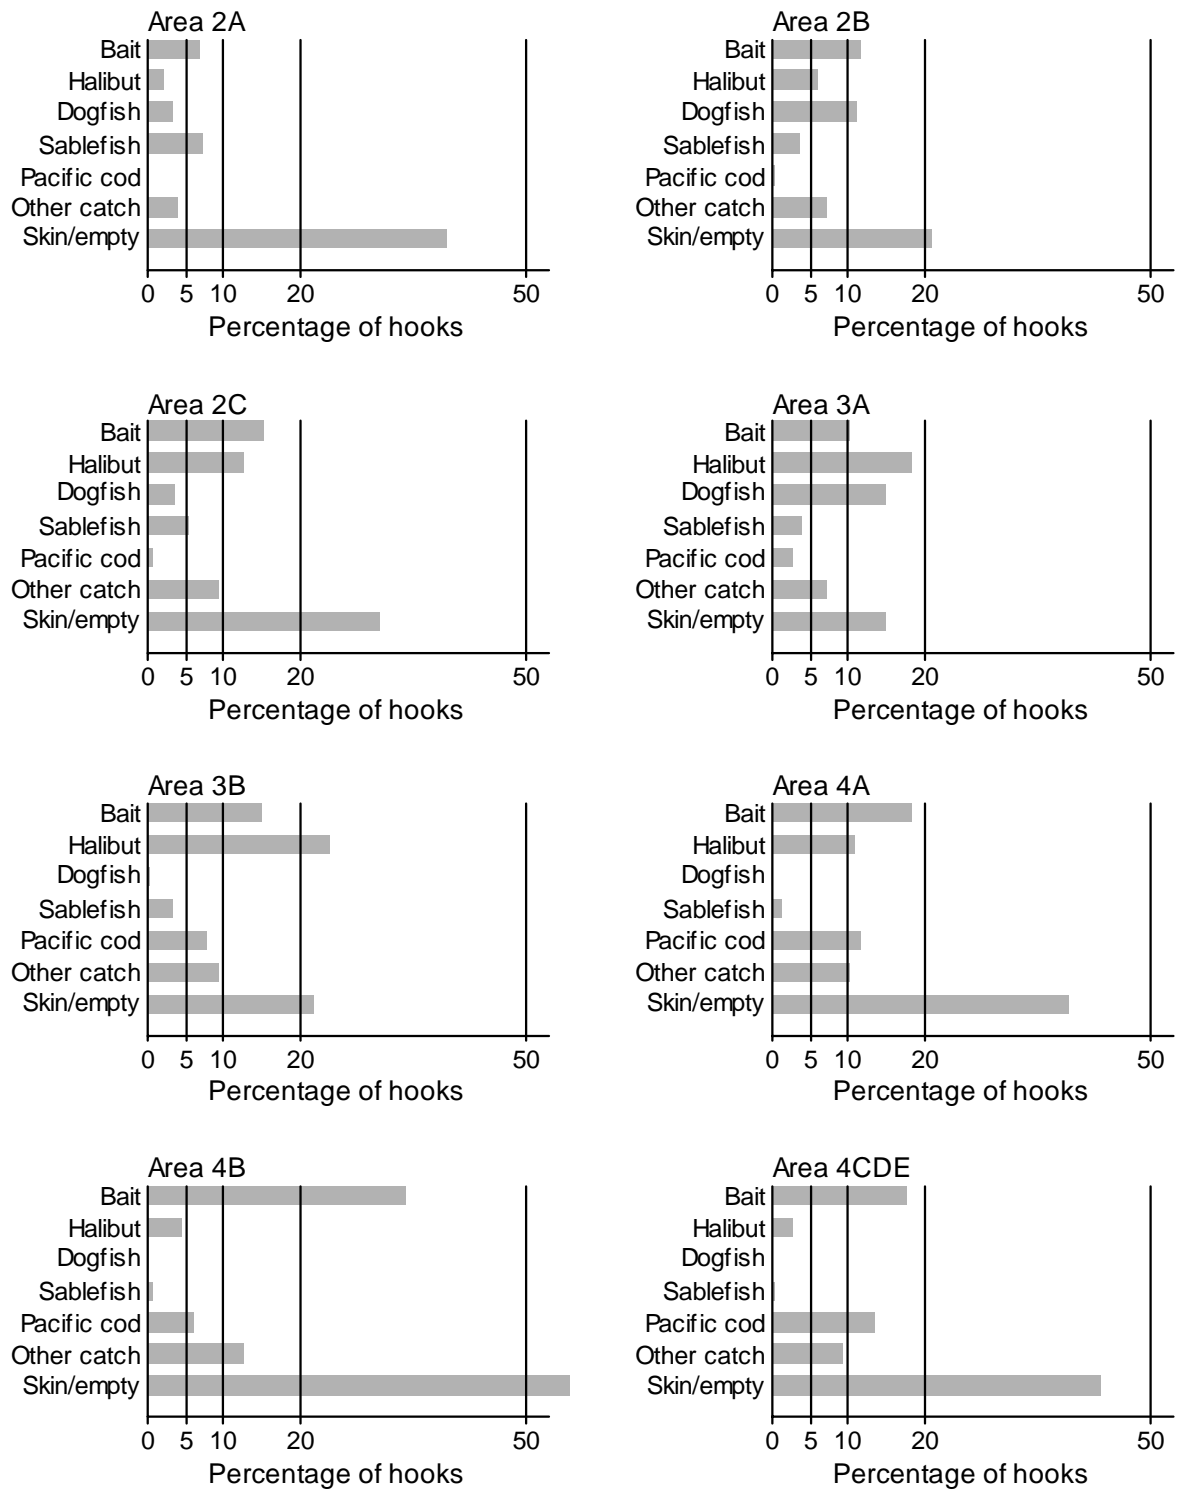 Area 2A
Bait
Halibut
Dogfish
Sablefish
Pacific cod
Other catch
Skin/empty
0 5 10 20 50
Percentage of hooks
Area 2B
Bait
Halibut
Dogfish
Sablefish
Pacific cod
Other catch
Skin/empty
0 5 10 20 50
Percentage of hooks
Area 2C
Bait
Halibut
Dogfish
Sablefish
Pacific cod
Other catch
Skin/empty
0 5 10 20 50
Percentage of hooks
Area 3A
Bait
Halibut
Dogfish
Sablefish
Pacific cod
Other catch
Skin/empty
0 5 10 20 50
Percentage of hooks
Area 3B
Bait
Halibut
Dogfish
Sablefish
Pacific cod
Other catch
Skin/empty
0 5 10 20 50
Percentage of hooks
Area 4A
Bait
Halibut
Dogfish
Sablefish
Pacific cod
Other catch
Skin/empty
0 5 10 20 50
Percentage of hooks
Area 4B
Bait
Halibut
Dogfish
Sablefish
Pacific cod
Other catch
Skin/empty
0 5 10 20 50
Percentage of hooks
Area 4CDE
Bait
Halibut
Dogfish
Sablefish
Pacific cod
Other catch
Skin/empty
0 5 10 20 50
Percentage of hooks